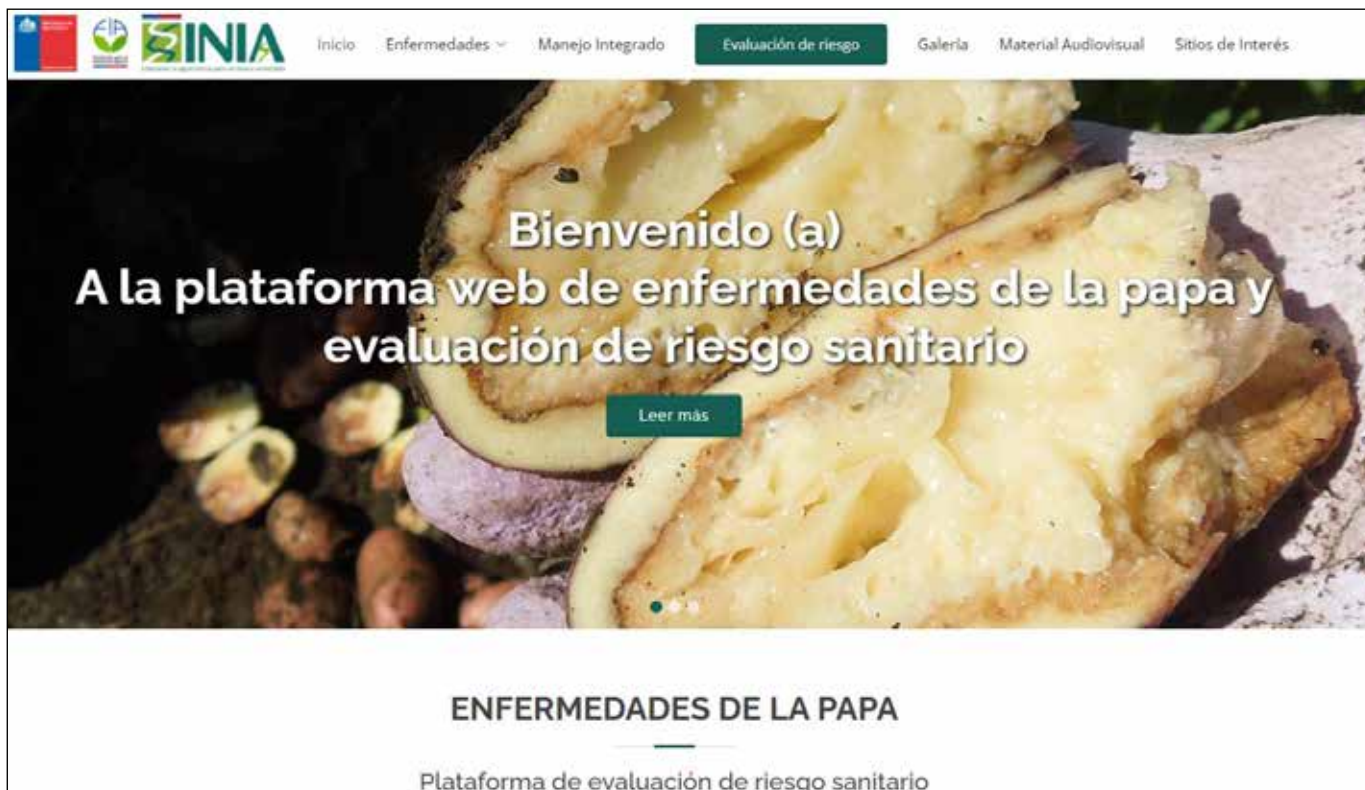 FIA
INIA
Inicio
Enfermedades
Manejo Integrado
Evaluación de riesgo
Galería
Material Audiovisual
Sitios de Interés
Bienvenido (a)
A la plataforma web de enfermedades de la papa y
evaluación de riesgo sanitario
Leer más
ENFERMEDADES DE LA PAPA
Plataforma de evaluación de riesgo sanitario